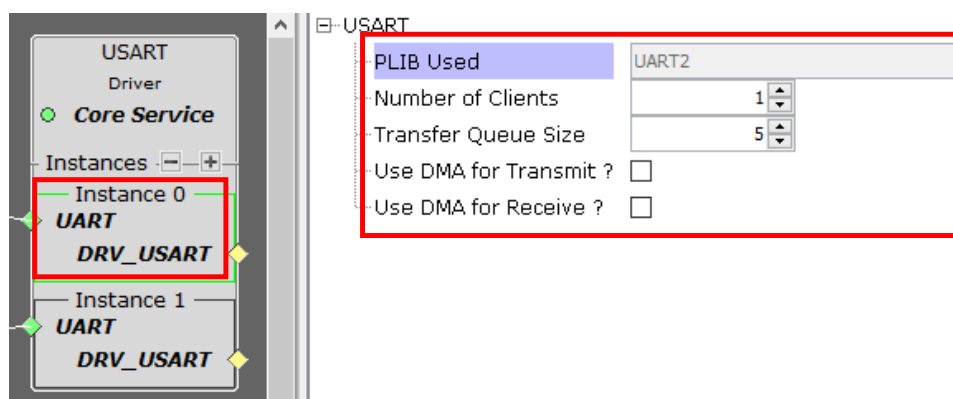 USART
Driver
Core Service
Instances
Instance 0
UART
DRV_USART
Instance 1
UART
DRV_USART
USART
PLIB Used UART2
Number of Clients 1
Transfer Queue Size 5
Use DMA for Transmit ?
Use DMA for Receive ?